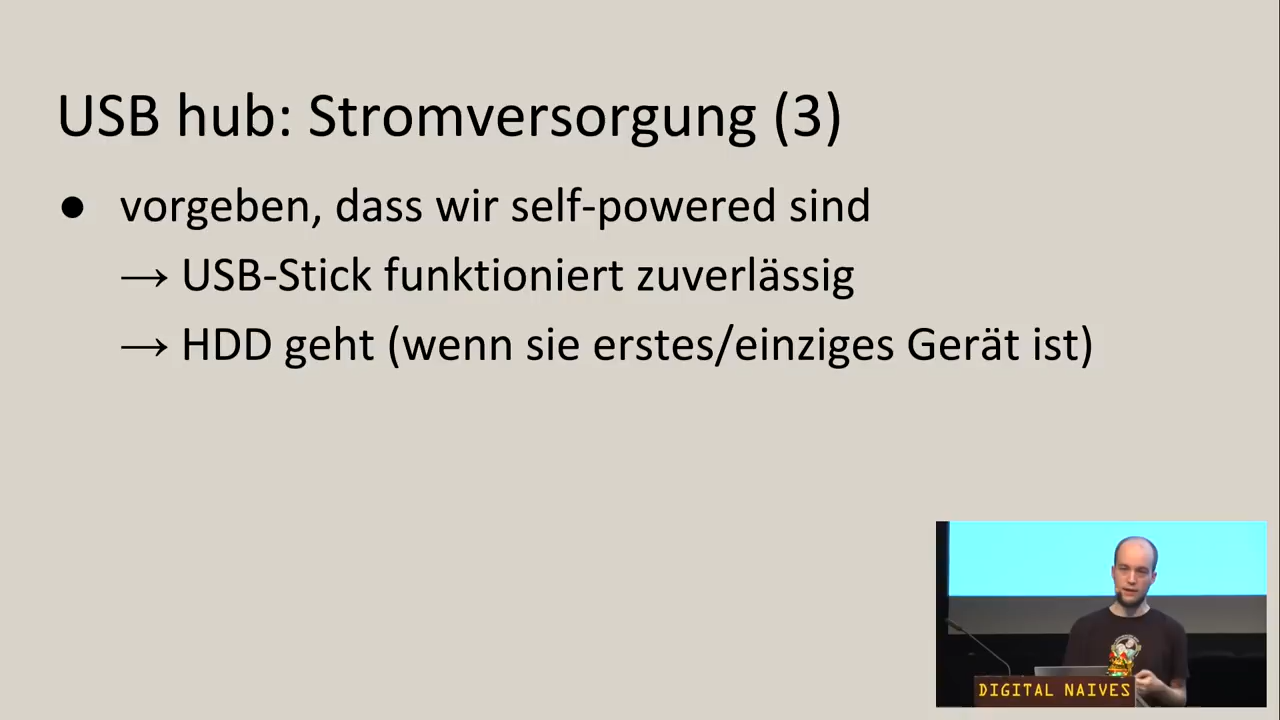 USB hub: Stromversorgung (3)
● vorgeben, dass wir self-powered sind
→ USB-Stick funktioniert zuverlässig
→ HDD geht (wenn sie erstes/einziges Gerät ist)
DIGITAL NAIVES